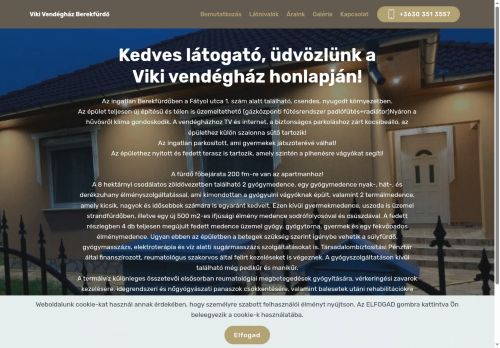 Viki Vendégház Berekfürdő
Bemutatkozás
Látnivalók
Áraink
Galéria
Kapcsolat
+3630 351 3557
Kedves látogató, üdvözlünk a
Viki vendégház honlapján!
Az ingatlan Berekfürdőben a Fátyol utca 1. szám alatt található, csendes, nyugodt környezetben.
Az épület teljesen új építésű és télen is üzemeltethető (gázközponti fűtésrendszer padlófűtés+radiátor)Nyáron a
hűvösről klíma gondoskodik. A vendégházhoz TV és internet, a biztonságos parkoláshoz zárt kocsibeálló, az
épülethez külön szalonna sütő tartozik!
Az ingatlan parkosított, ami gyermekek játszóterévé válhat!
Az épülethez nyitott és fedett terasz is tartozik, amely szintén a pihenésre vágyókat segíti!
A fürdő főbejárata 200 fm-re van az apartmanhoz!
A 8 hektárnyi csodálatos zöldövezetben található 2 gyógymedence, egy gyógymedence nyak-, hát-, és
derékzuhany élményszolgáltatással, ami kimondottan a gyógyulni vágyóknak épült, valamint 2 termálmedence,
amely kicsik, nagyok és idősebbek számára is egyaránt kedvelt. Ezen kívül gyermekmedence, uszoda is üzemel
strandfürdőben, illetve egy új 500 m2-es ifjúsági élmény medence sodrófolyosóval és csúszdával. A fedett
részlegben 4 db teljesen megújult fedett medence üzemel gyógy, gyógytorna, gyermek és egy fekvőpados
élménymedence. Ugyan ebben az épületben a betegek szükség szerint igénybe vehetik a súlyfürdő,
gyógymasszázs, elektroterápia és víz alatti sugármasszázs szolgáltatásokat is. Társadalombiztosítási Pénztár
által finanszírozott, reumatológus szakorvos által felírt kezeléseket is végeznek. A Gyógyszolgáltatáson kívül
található még pedikűr és manikűr.
A termálvíz különleges összetevői elsősorban reumatológiai megbetegedések gyógyítására, vérkeringési zavarok
kezelésére, idegrendszeri és nőgyógyászati panaszok csökkentésére, valamint balesetek utáni rehabilitációkra
Weboldalunk cookie-kat használ annak érdekében, hogy személyre szabott felhasználói élményt nyújtson. Az ELFOGAD gombra kattintva Ön
beleegyezik a cookie-k használatába.
Elfogad